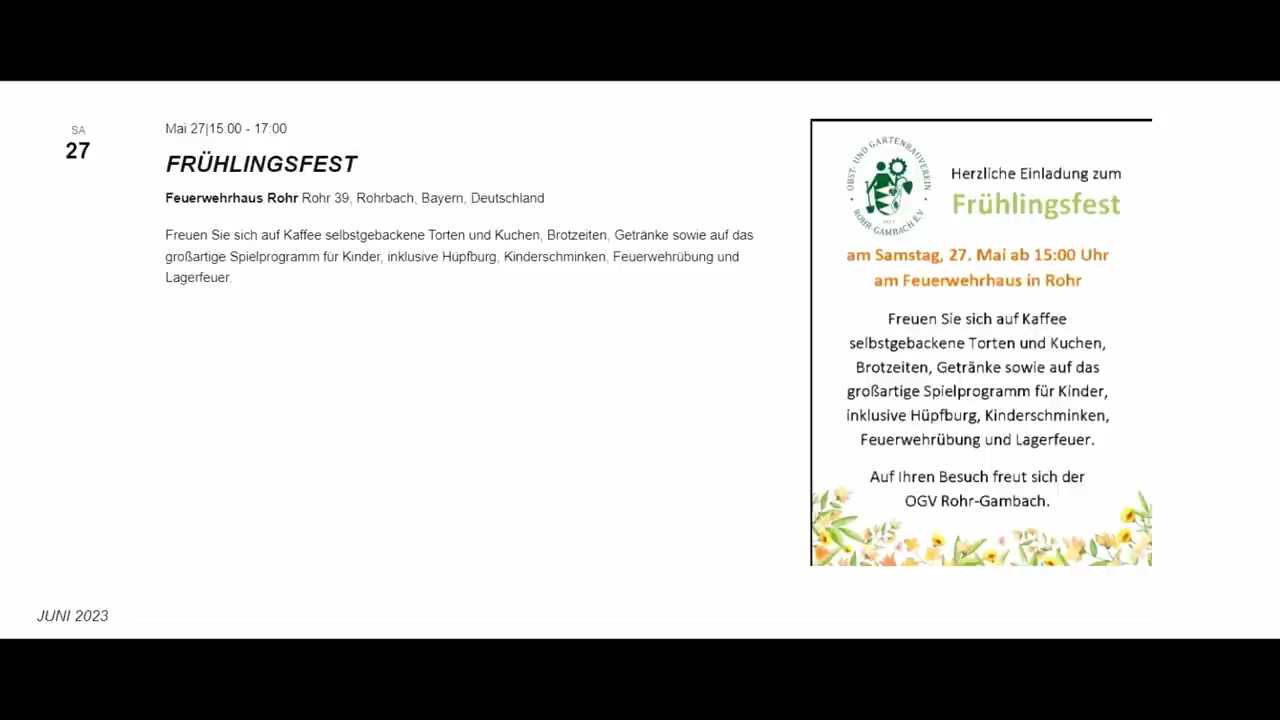 SA
27
Mai 27|15:00 - 17:00
FRÜHLINGSFEST
Feuerwehrhaus Rohr Rohr 39, Rohrbach, Bayern, Deutschland
Freuen Sie sich auf Kaffee selbstgebackene Torten und Kuchen, Brotzeiten, Getränke sowie auf das
großartige Spielprogramm für Kinder, inklusive Hüpfburg, Kinderschminken, Feuerwehrübung und
Lagerfeuer.
OBST- UND GARTENBAUVEREIN
ROHR-GAMBACH E.V.
Herzliche Einladung zum
Frühlingsfest
am Samstag, 27. Mai ab 15:00 Uhr
am Feuerwehrhaus in Rohr
Freuen Sie sich auf Kaffee
selbstgebackene Torten und Kuchen,
Brotzeiten, Getränke sowie auf das
großartige Spielprogramm für Kinder,
inklusive Hüpfburg, Kinderschminken,
Feuerwehrübung und Lagerfeuer.
Auf Ihren Besuch freut sich der
OGV Rohr-Gambach.
JUNI 2023